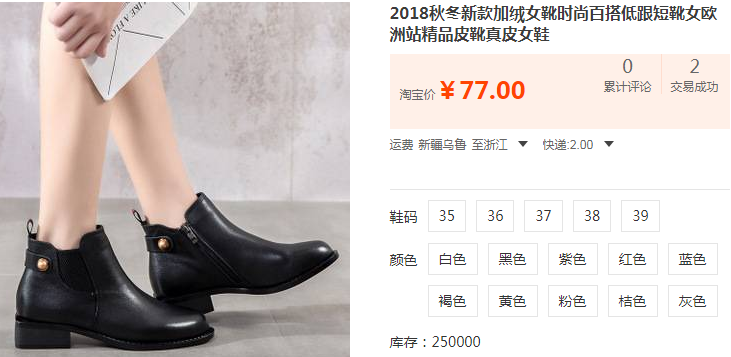 LIKE A FLOW
2018秋冬新款加绒女靴时尚百搭低跟短靴女欧
洲站精品皮靴真皮女鞋
淘宝价 ¥77.00
0 2
累计评论 交易成功
运费 新疆乌鲁 至浙江 快递:2.00
鞋码 35 36 37 38 39
颜色 白色 黑色 紫色 红色 蓝色
褐色 黄色 粉色 桔色 灰色
库存：250000